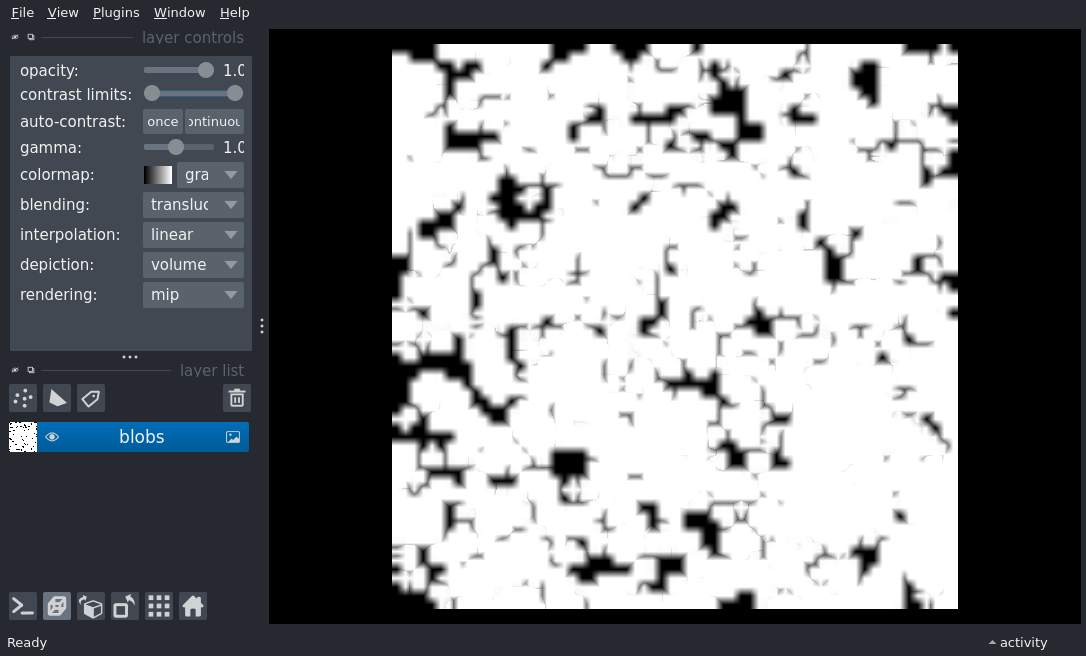 File View Plugins Window Help
layer controls
opacity: 1.0
contrast limits:
auto-contrast: once ontinuou
gamma: 1.0
colormap: gra
blending: transluc
interpolation: linear
depiction: volume
rendering: mip
layer list
blobs
Ready activity